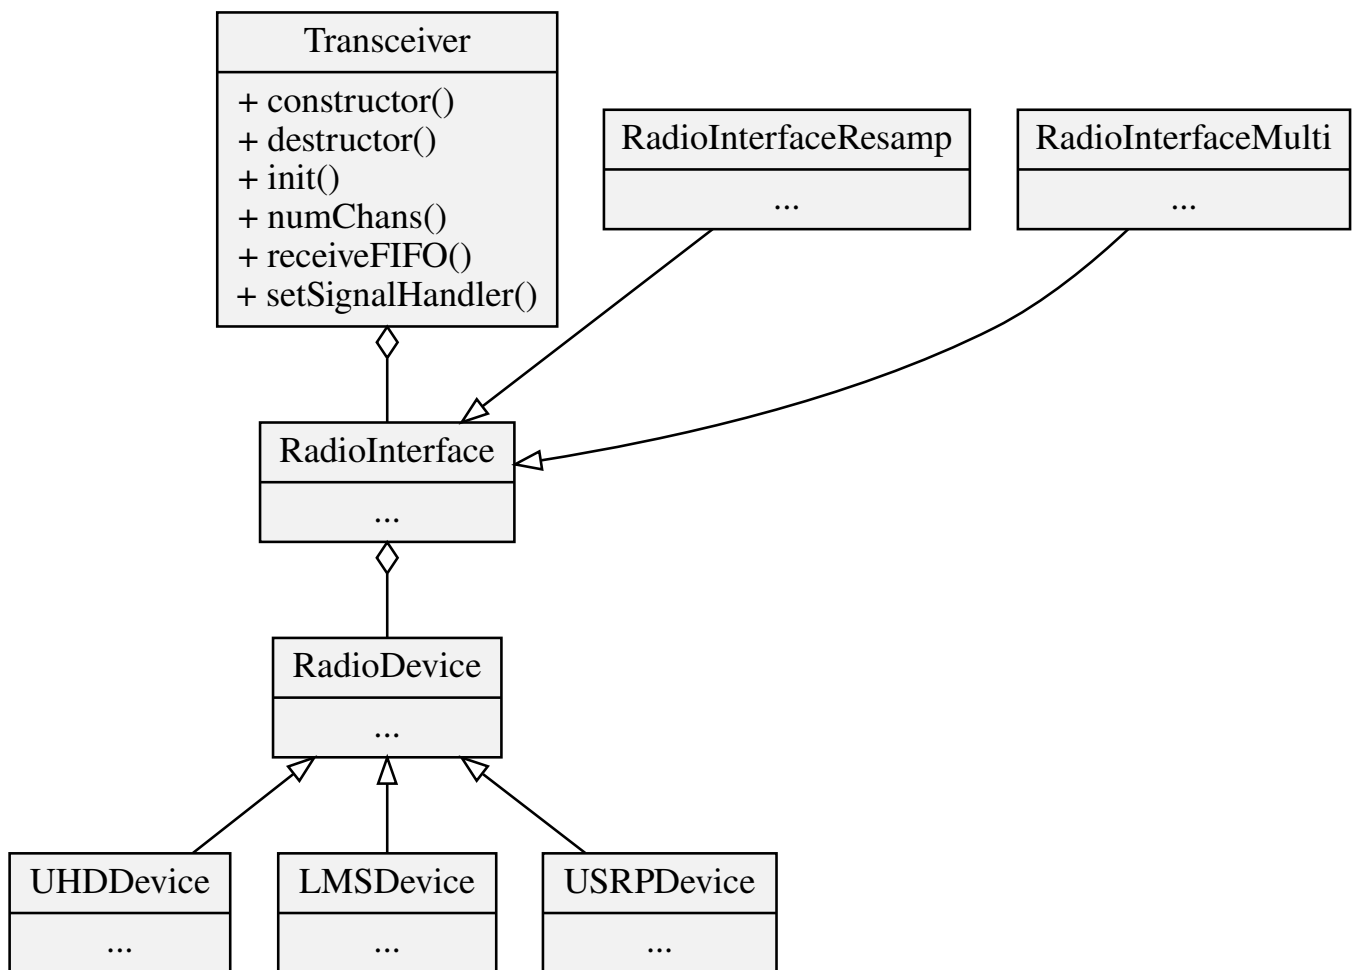 Transceiver
+ constructor()
+ destructor()
+ init()
+ numChans()
+ receiveFIFO()
+ setSignalHandler()
RadioInterfaceResamp
...
RadioInterfaceMulti
...
RadioInterface
...
RadioDevice
...
UHDDevice
...
LMSDevice
...
USRPDevice
...